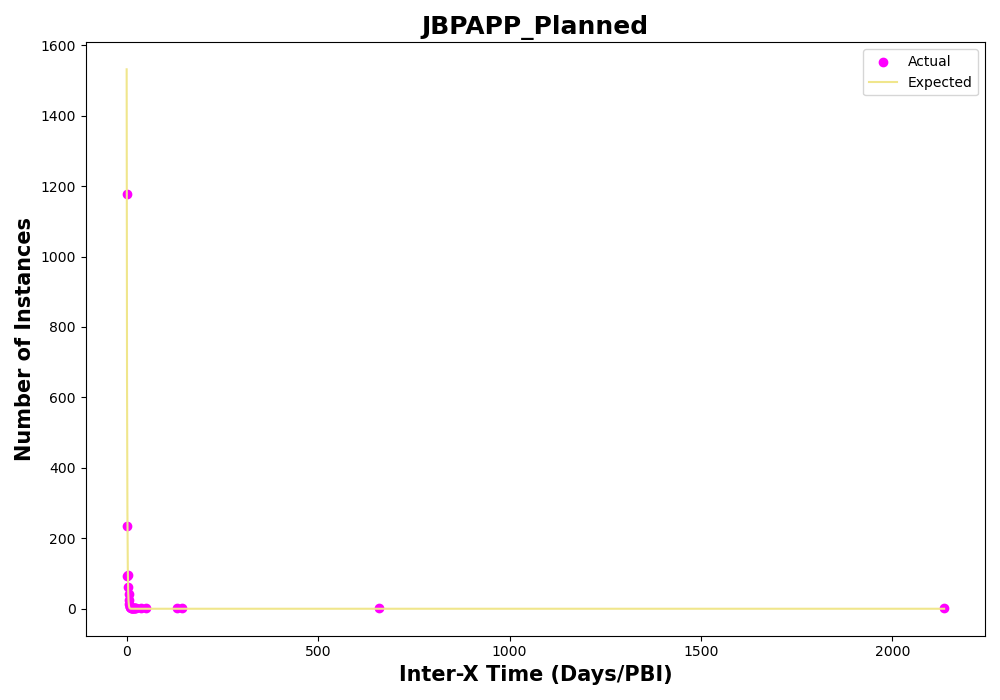 JBPAPP_Planned
Actual
Expected
Number of Instances
1600
1400
1200
1000
800
600
400
200
0
0
500
1000
1500
2000
Inter-X Time (Days/PBI)